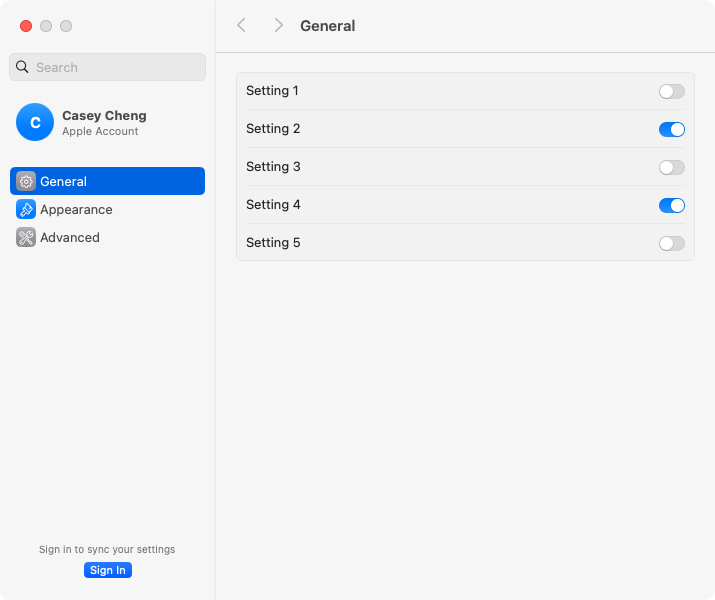 General
Search
C
Casey Cheng
Apple Account
General
Appearance
Advanced
Setting 1
Setting 2
Setting 3
Setting 4
Setting 5
Sign in to sync your settings
Sign In